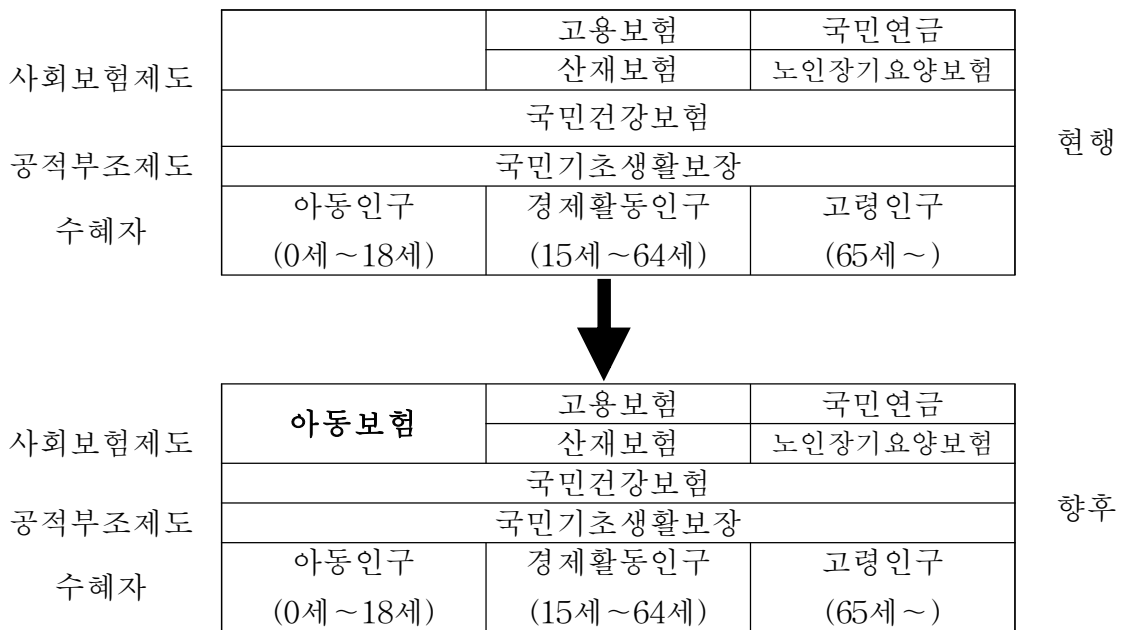 고용보험 국민연금
사회보험제도 산재보험 노인장기요양보험
국민건강보험
현행
공적부조제도 국민기초생활보장
아동인구 경제활동인구 고령인구
수혜자
(0세~18세) (15세~64세) (65세~)
아동보험 고용보험 국민연금
사회보험제도 산재보험 노인장기요양보험
국민건강보험
향후
공적부조제도 국민기초생활보장
아동인구 경제활동인구 고령인구
수혜자
(0세~18세) (15세~64세) (65세~)